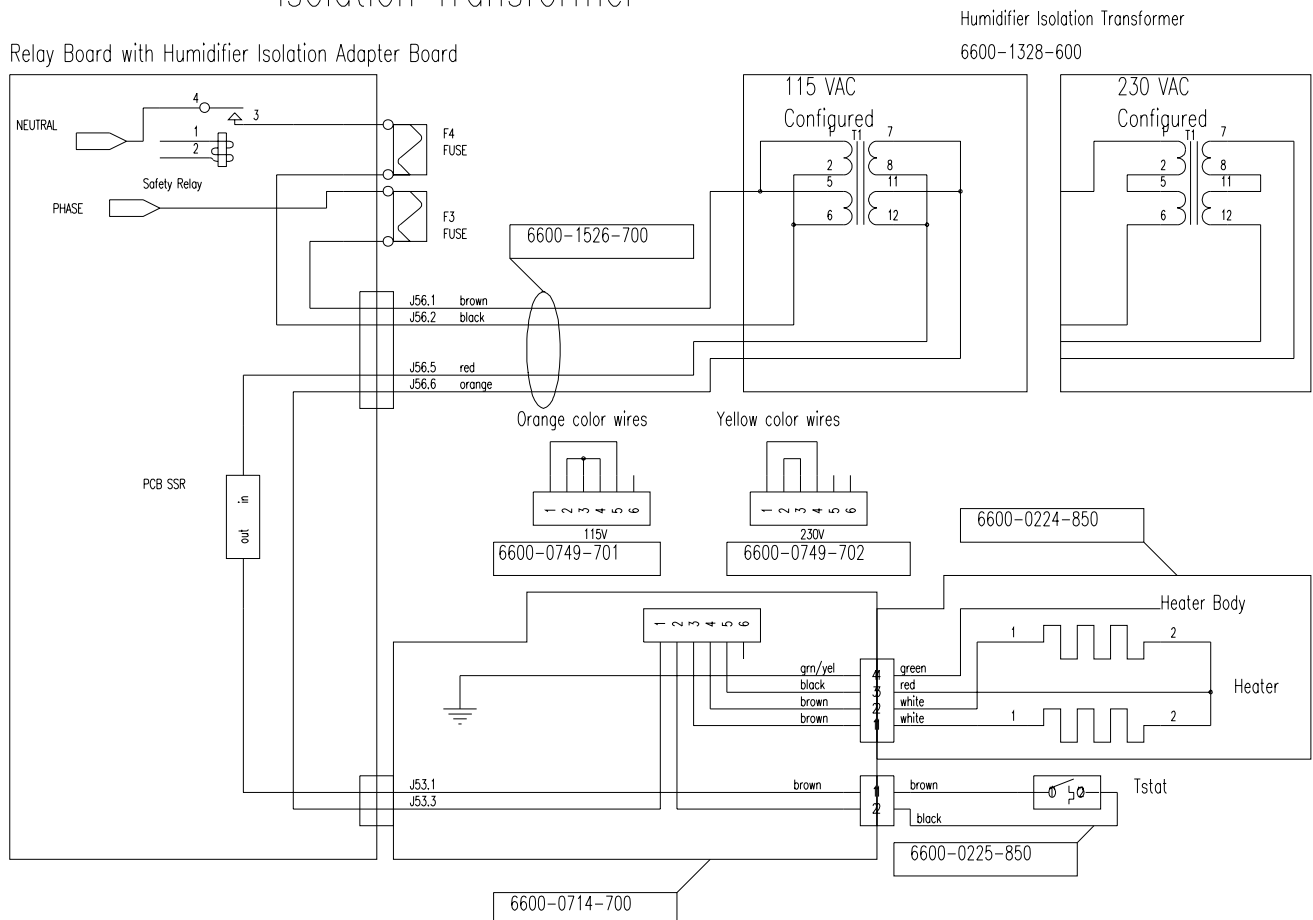 Isolation Transformer
Humidifier Isolation Transformer
6600-1328-600
Relay Board with Humidifier Isolation Adapter Board
115 VAC
Configured
230 VAC
Configured
NEUTRAL
4
3
1
2
Safety Relay
PHASE
F4
FUSE
F3
FUSE
1 T1 7
2 8
5 11
6 12
1 T1 7
2 8
5 11
6 12
6600-1526-700
J56.1 brown
J56.2 black
J56.5 red
J56.6 orange
Orange color wires
Yellow color wires
PCB SSR
in
out
1 2 3 4 5 6
115V
6600-0749-701
1 2 3 4 5 6
230V
6600-0749-702
6600-0224-850
1 2 3 4 5 6
Heater Body
1 2
grn/yel 4 green
black 3 red
brown 2 white
brown 1 white
Heater
1 2
J53.1 brown 1 brown
J53.3 2 black
1 2
Tstat
6600-0225-850
6600-0714-700